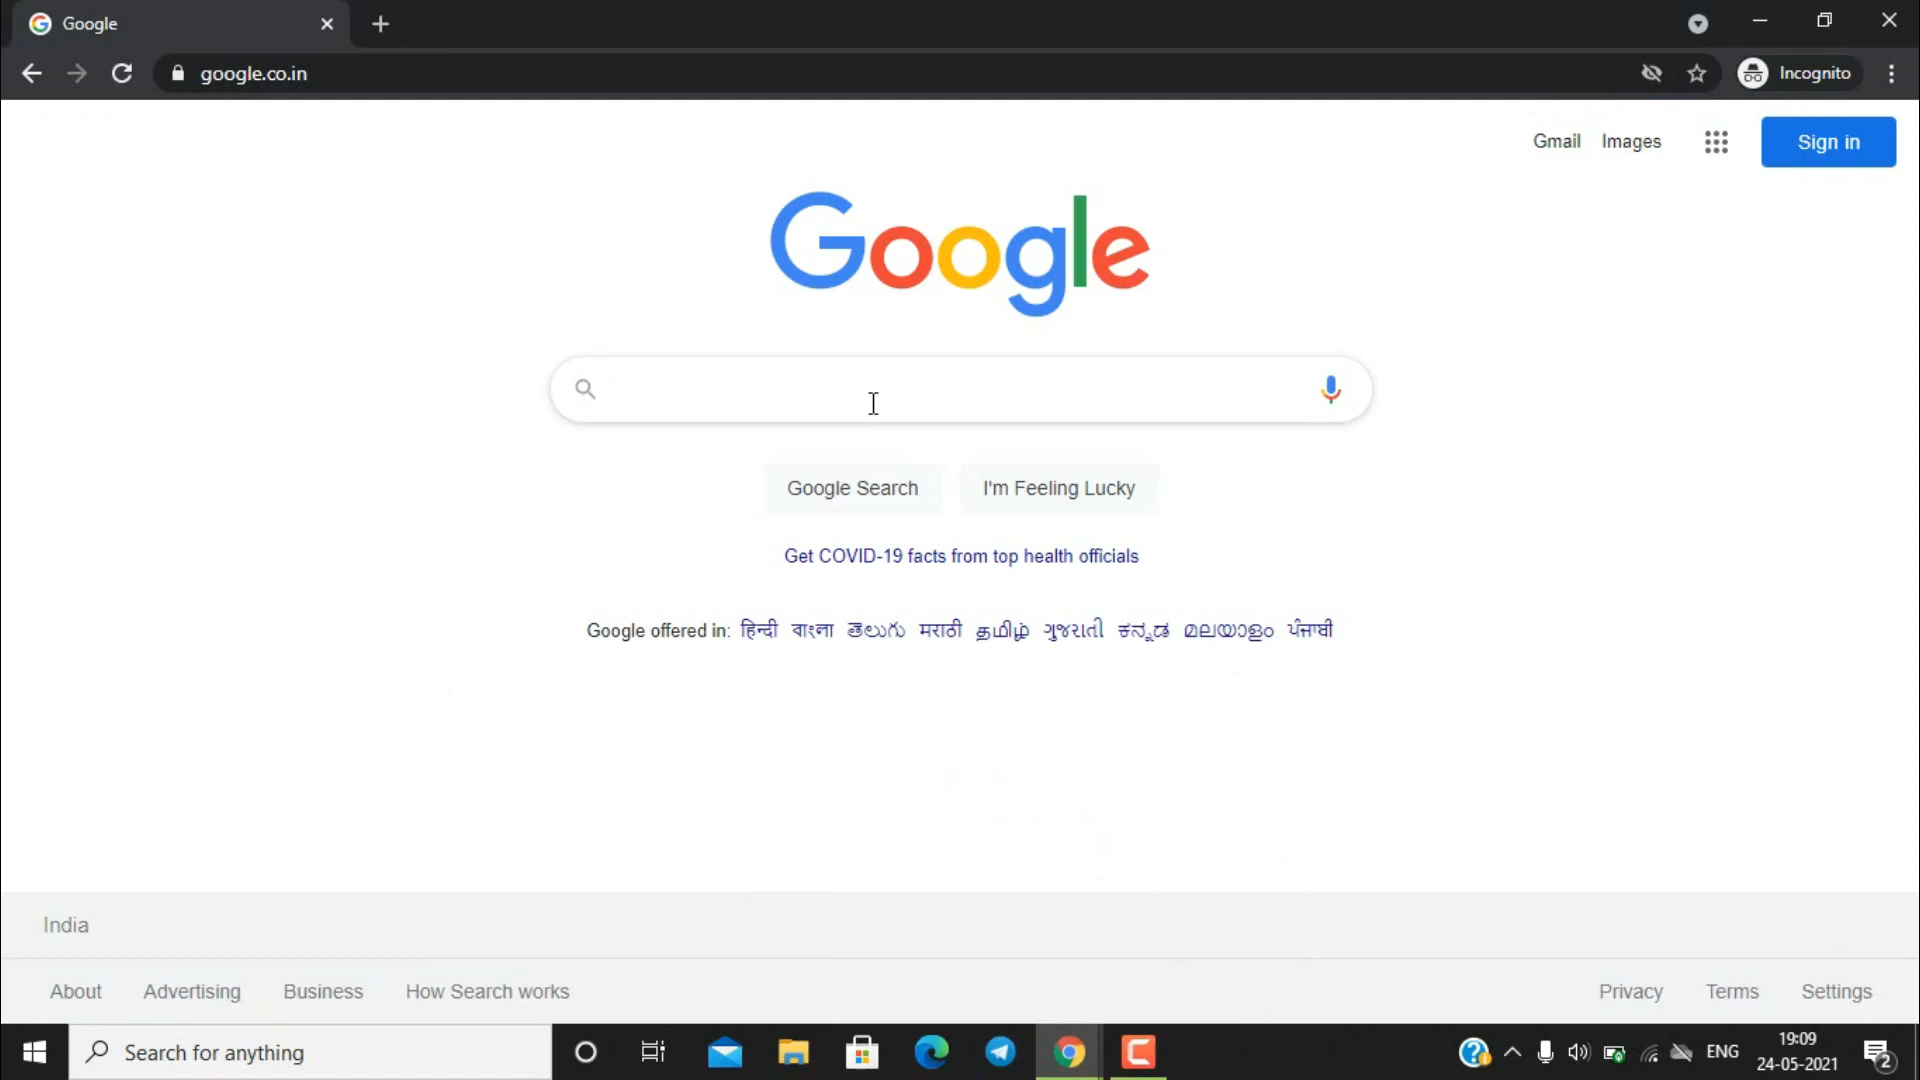 Google
google.co.in
Incognito
Gmail Images Sign in
Google
Google Search I'm Feeling Lucky
Get COVID-19 facts from top health officials
Google offered in: हिन्दी বাংলা తెలుగు मराठी தமிழ் ગુજરાતી ಕನ್ನಡ മലയാളം ਪੰਜਾਬੀ
India
About Advertising Business How Search works Privacy Terms Settings
Search for anything
ENG
19:09
24-05-2021
2